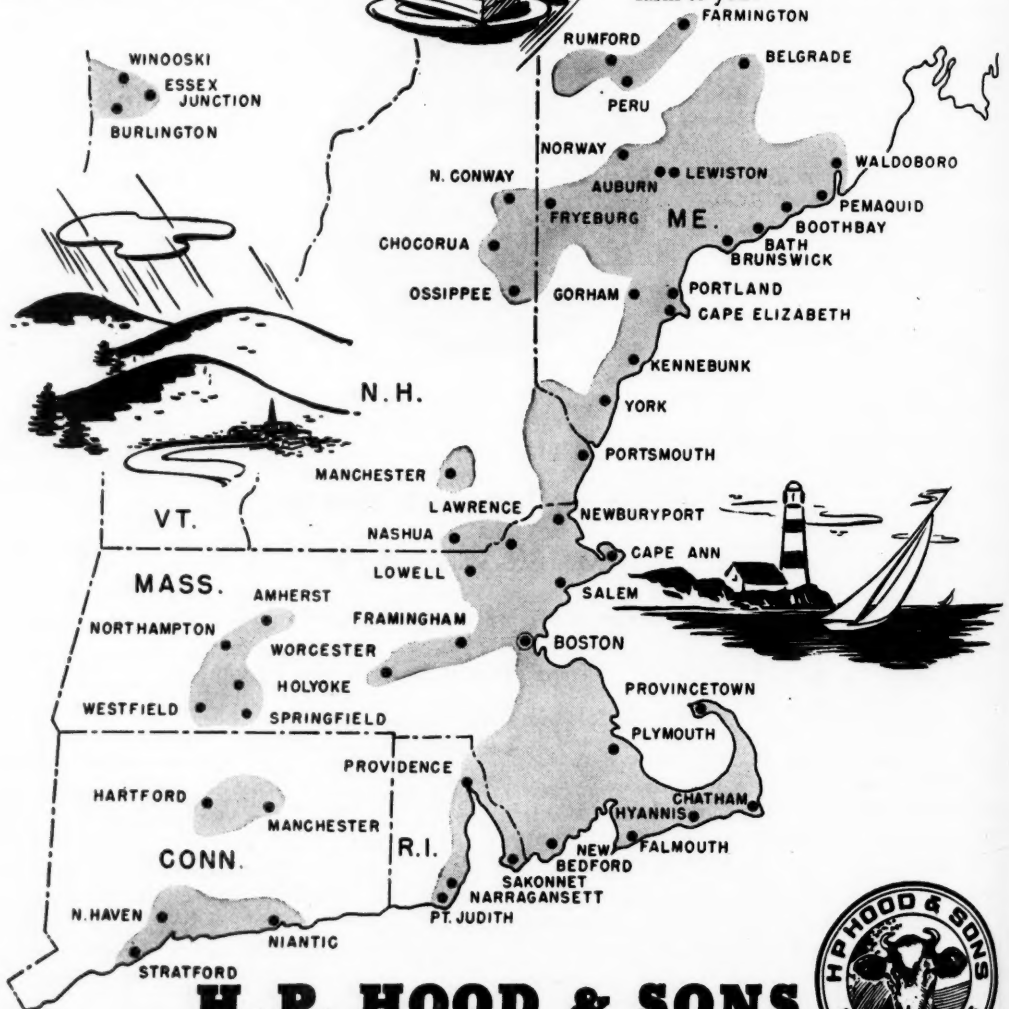 FARMINGTON
RUMFORD
BELGRADE
WINOOSKI
ESSEX
JUNCTION
PERU
BURLINGTON
NORWAY
WALDOBORO
N. CONWAY
AUBURN
LEWISTON
PEMAQUID
FRYEBURG
ME.
BOOTHBAY
CHOCORUA
BATH
BRUNSWICK
OSSIPPEE
GORHAM
PORTLAND
CAPE ELIZABETH
KENNEBUNK
N.H.
YORK
PORTSMOUTH
MANCHESTER
LAWRENCE
NEWBURYPORT
VT.
NASHUA
CAPE ANN
LOWELL
MASS.
SALEM
AMHERST
FRAMINGHAM
NORTHAMPTON
WORCESTER
BOSTON
HOLYOKE
PROVINCETOWN
WESTFIELD
SPRINGFIELD
PLYMOUTH
PROVIDENCE
HARTFORD
CHATHAM
HYANNIS
MANCHESTER
R.I.
NEW
BEDFORD
FALMOUTH
CONN.
SAKONNET
NARRAGANSETT
N. HAVEN
PT. JUDITH
NIANTIC
STRATFORD
H P HOOD & SONS
H. P. HOOD & SONS